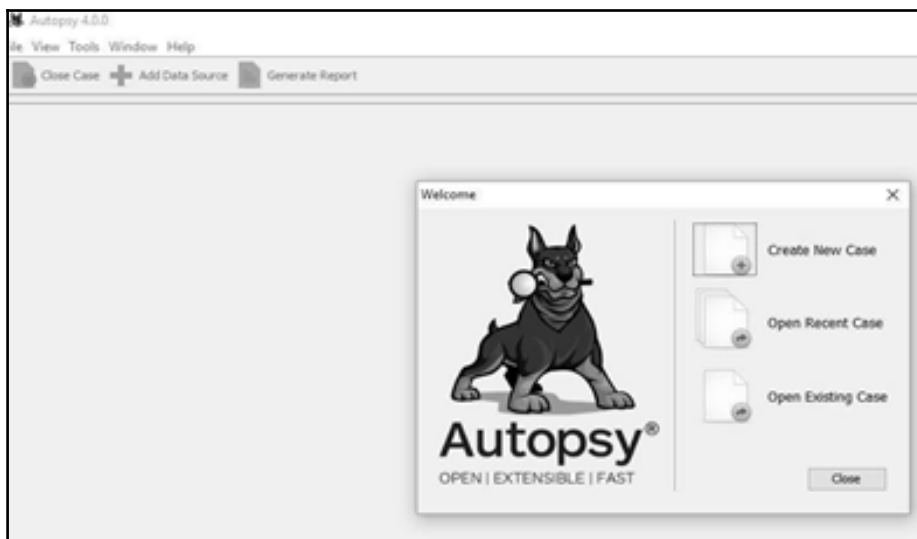 Autopsy 4.0.0
ile View Tools Window Help
Close Case Add Data Source Generate Report
Welcome
Create New Case
Open Recent Case
Open Existing Case
Autopsy®
OPEN | EXTENSIBLE | FAST
Close